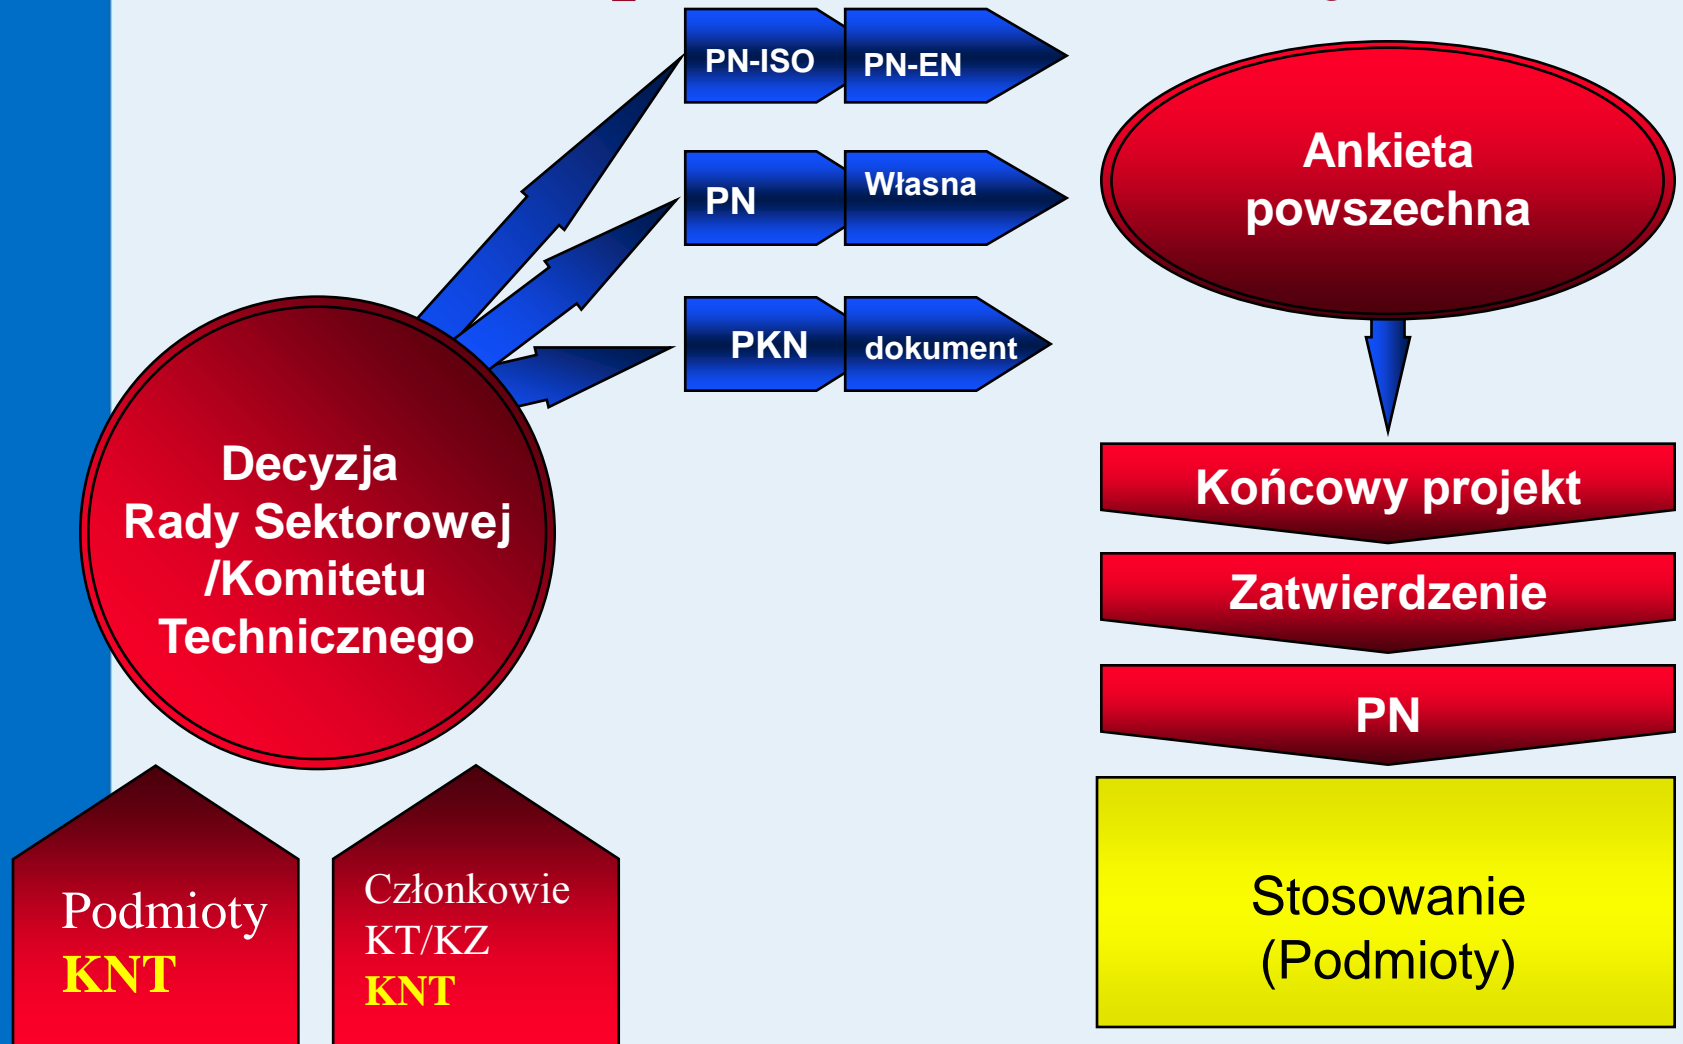 PN-ISO PN-EN
PN Własna
PKN dokument
Ankieta
powszechna
Decyzja
Rady Sektorowej
/Komitetu
Technicznego
Końcowy projekt
Zatwierdzenie
PN
Podmioty
KNT
Członkowie
KT/KZ
KNT
Stosowanie
(Podmioty)